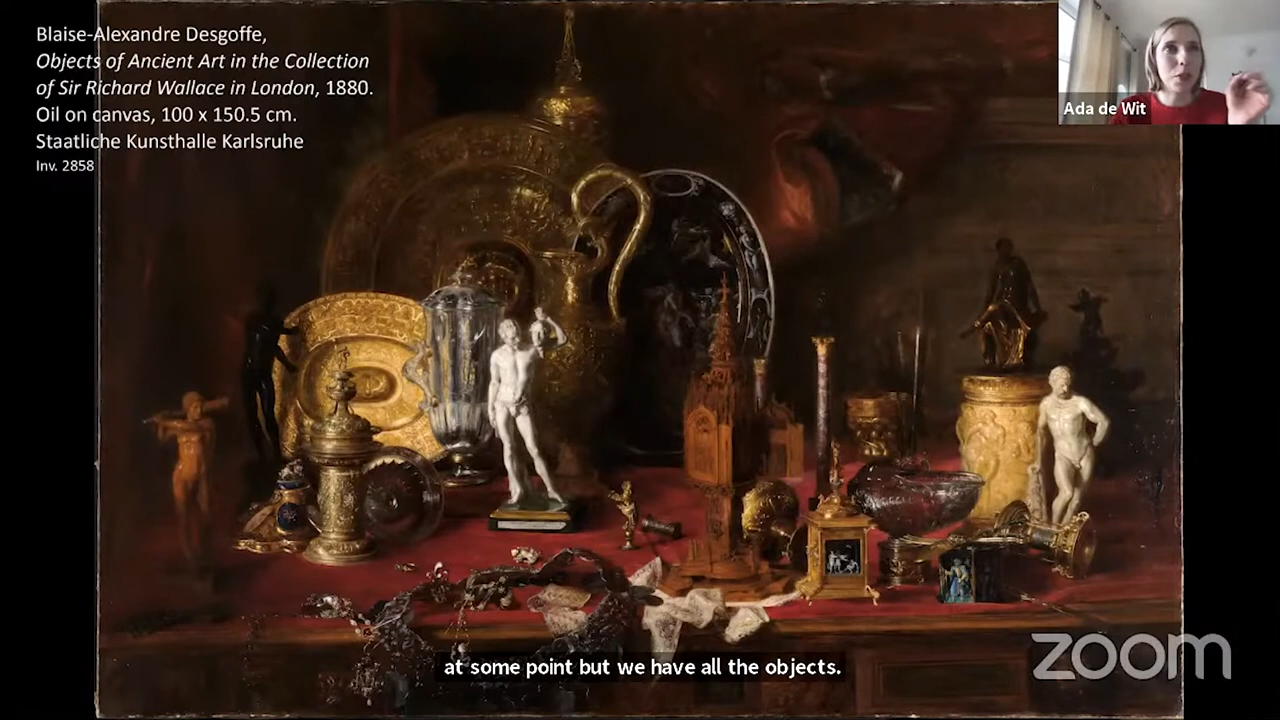 Blaise-Alexandre Desgoffe,
Objects of Ancient Art in the Collection
of Sir Richard Wallace in London, 1880.
Oil on canvas, 100 x 150.5 cm.
Staatliche Kunsthalle Karlsruhe
Inv. 2858
Ada de Wit
at some point but we have all the objects.
zoom